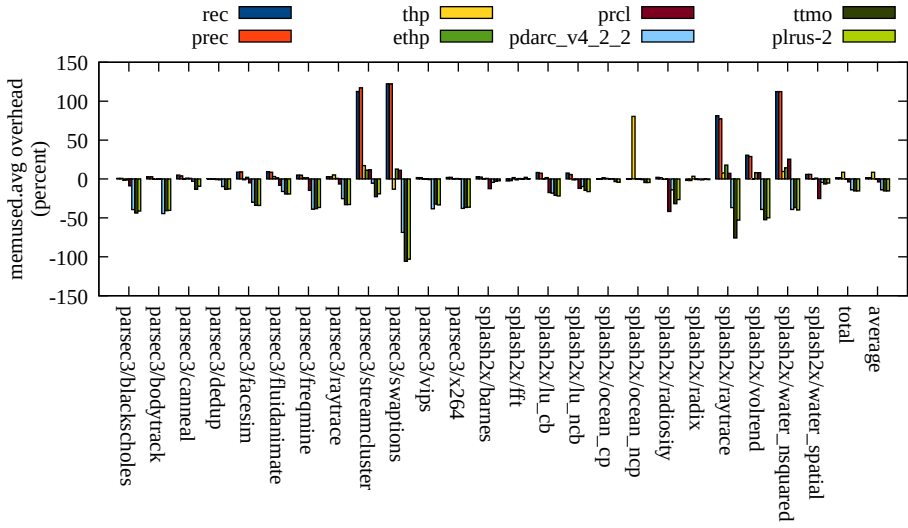 rec thp prcl ttmo
prec ethp pdarc_v4_2_2 plrus-2
memused.avg overhead
(percent)
150
100
50
0
-50
-100
-150
parsec3/blackscholes
parsec3/bodytrack
parsec3/canneal
parsec3/dedup
parsec3/facesim
parsec3/fluidanimate
parsec3/freqmine
parsec3/raytrace
parsec3/streamcluster
parsec3/swaptions
parsec3/vips
parsec3/x264
splash2x/barnes
splash2x/fft
splash2x/lu_cb
splash2x/lu_ncb
splash2x/ocean_cp
splash2x/ocean_ncp
splash2x/radiosity
splash2x/radix
splash2x/raytrace
splash2x/volrend
splash2x/water_nsquared
splash2x/water_spatial
total
average